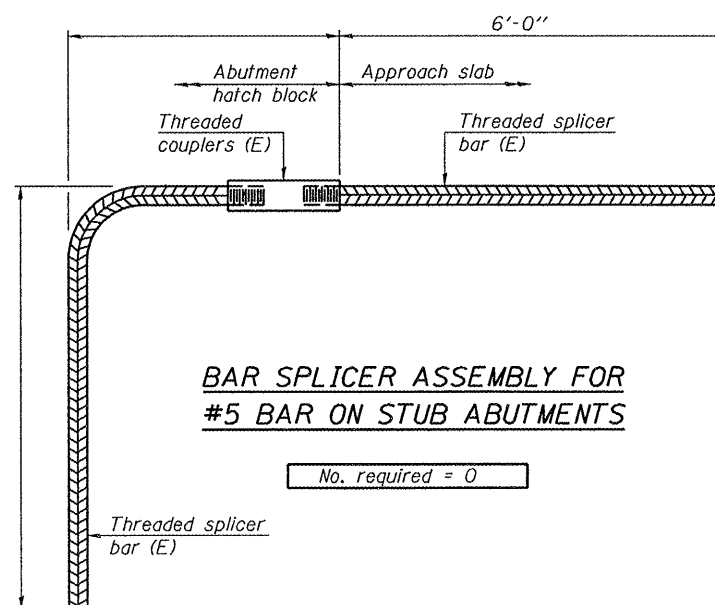 6'-0"
Abutment
hatch block
Approach slab
Threaded
couplers (E)
Threaded splicer
bar (E)
BAR SPLICER ASSEMBLY FOR
#5 BAR ON STUB ABUTMENTS
No. required = 0
Threaded splicer
bar (E)